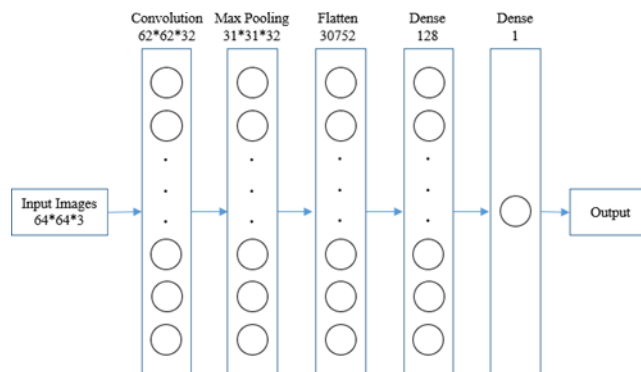 Convolution
62*62*32
Max Pooling
31*31*32
Flatten
30752
Dense
128
Dense
1
Input Images
64*64*3
Output